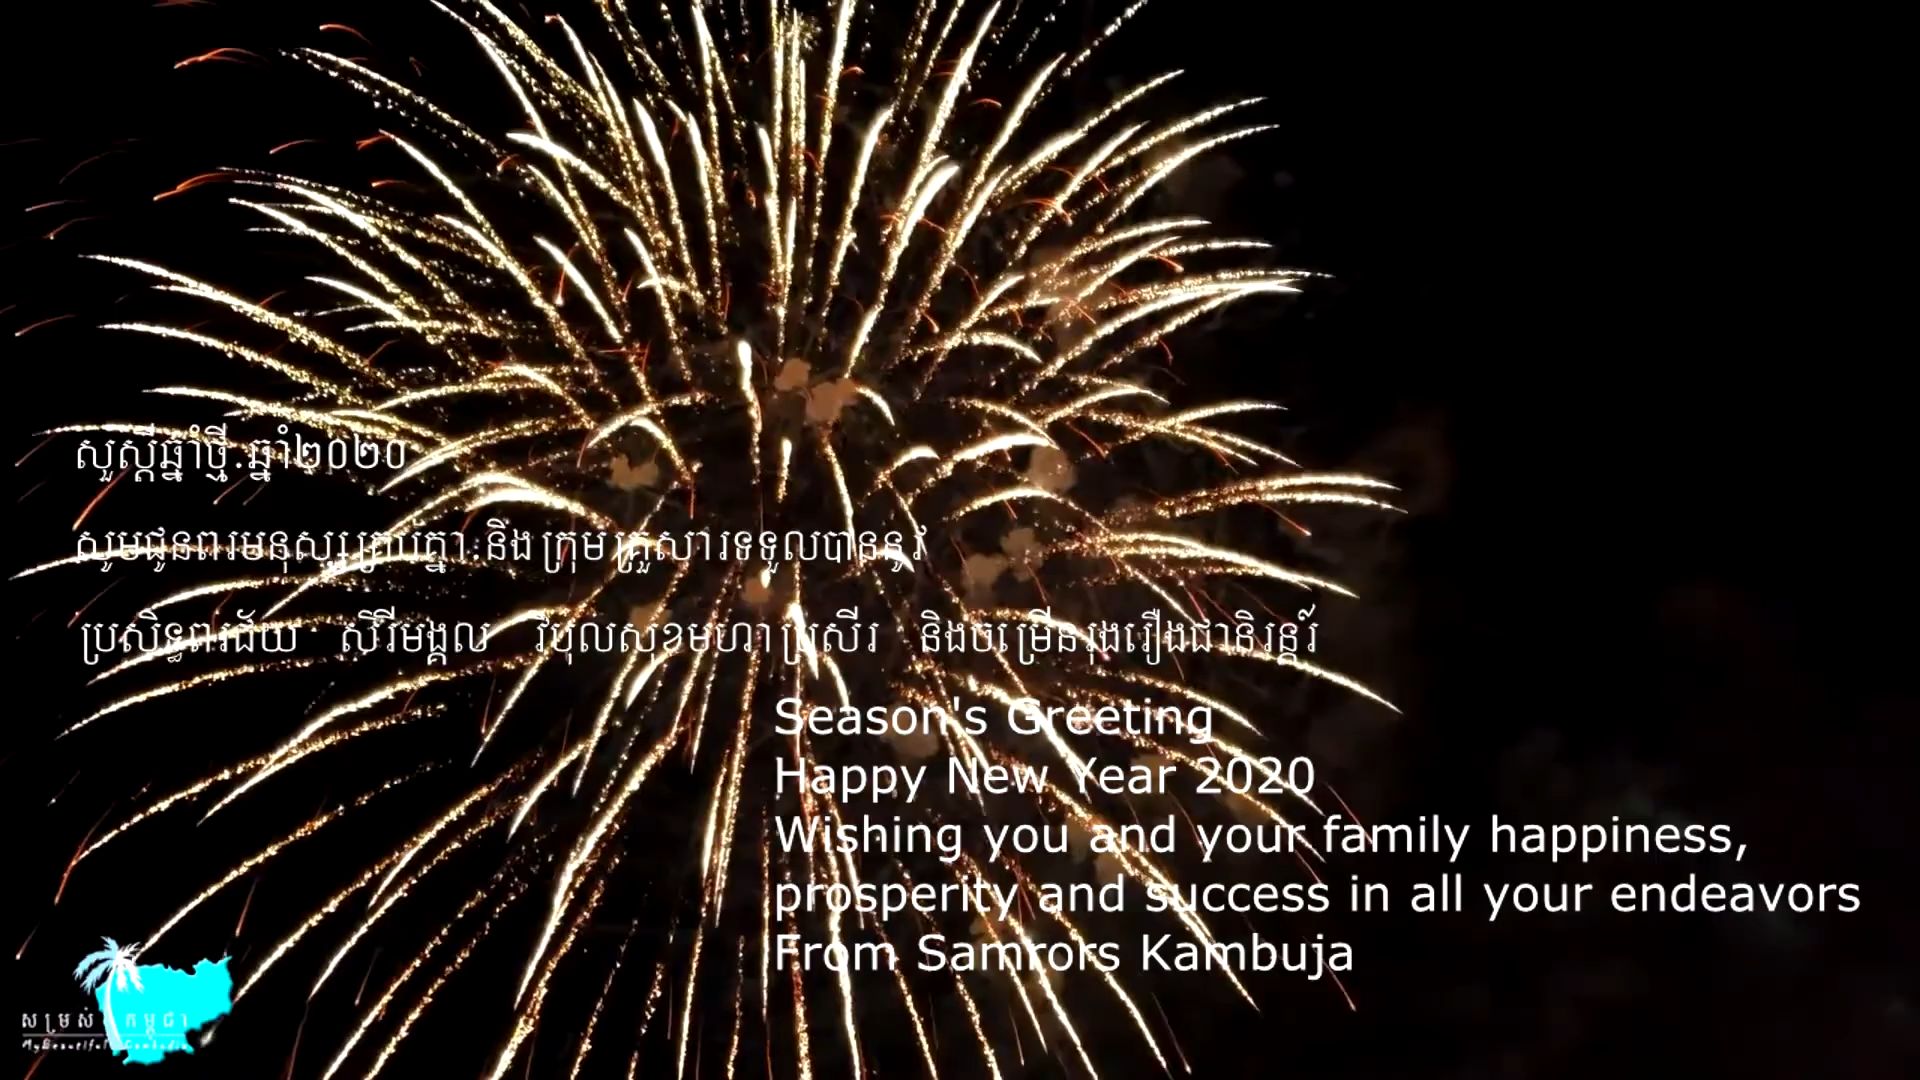 សួស្តីឆ្នាំថ្មី.ឆ្នាំ២០២០
សូមជូនពរមនុស្សគ្រប់គ្នា.និងក្រុមគ្រួសារទទួលបាននូវ
ប្រសិទ្ធពរជ័យ សិរីមង្គល វិបុលសុខមហាប្រសើរ និងចម្រើនរុងរឿងជានិរន្តរ៍
Season's Greeting
Happy New Year 2020
Wishing you and your family happiness,
prosperity and success in all your endeavors
From Samrors Kambuja
សម្រស់កម្ពុជា
MyBeautiful Cambodia